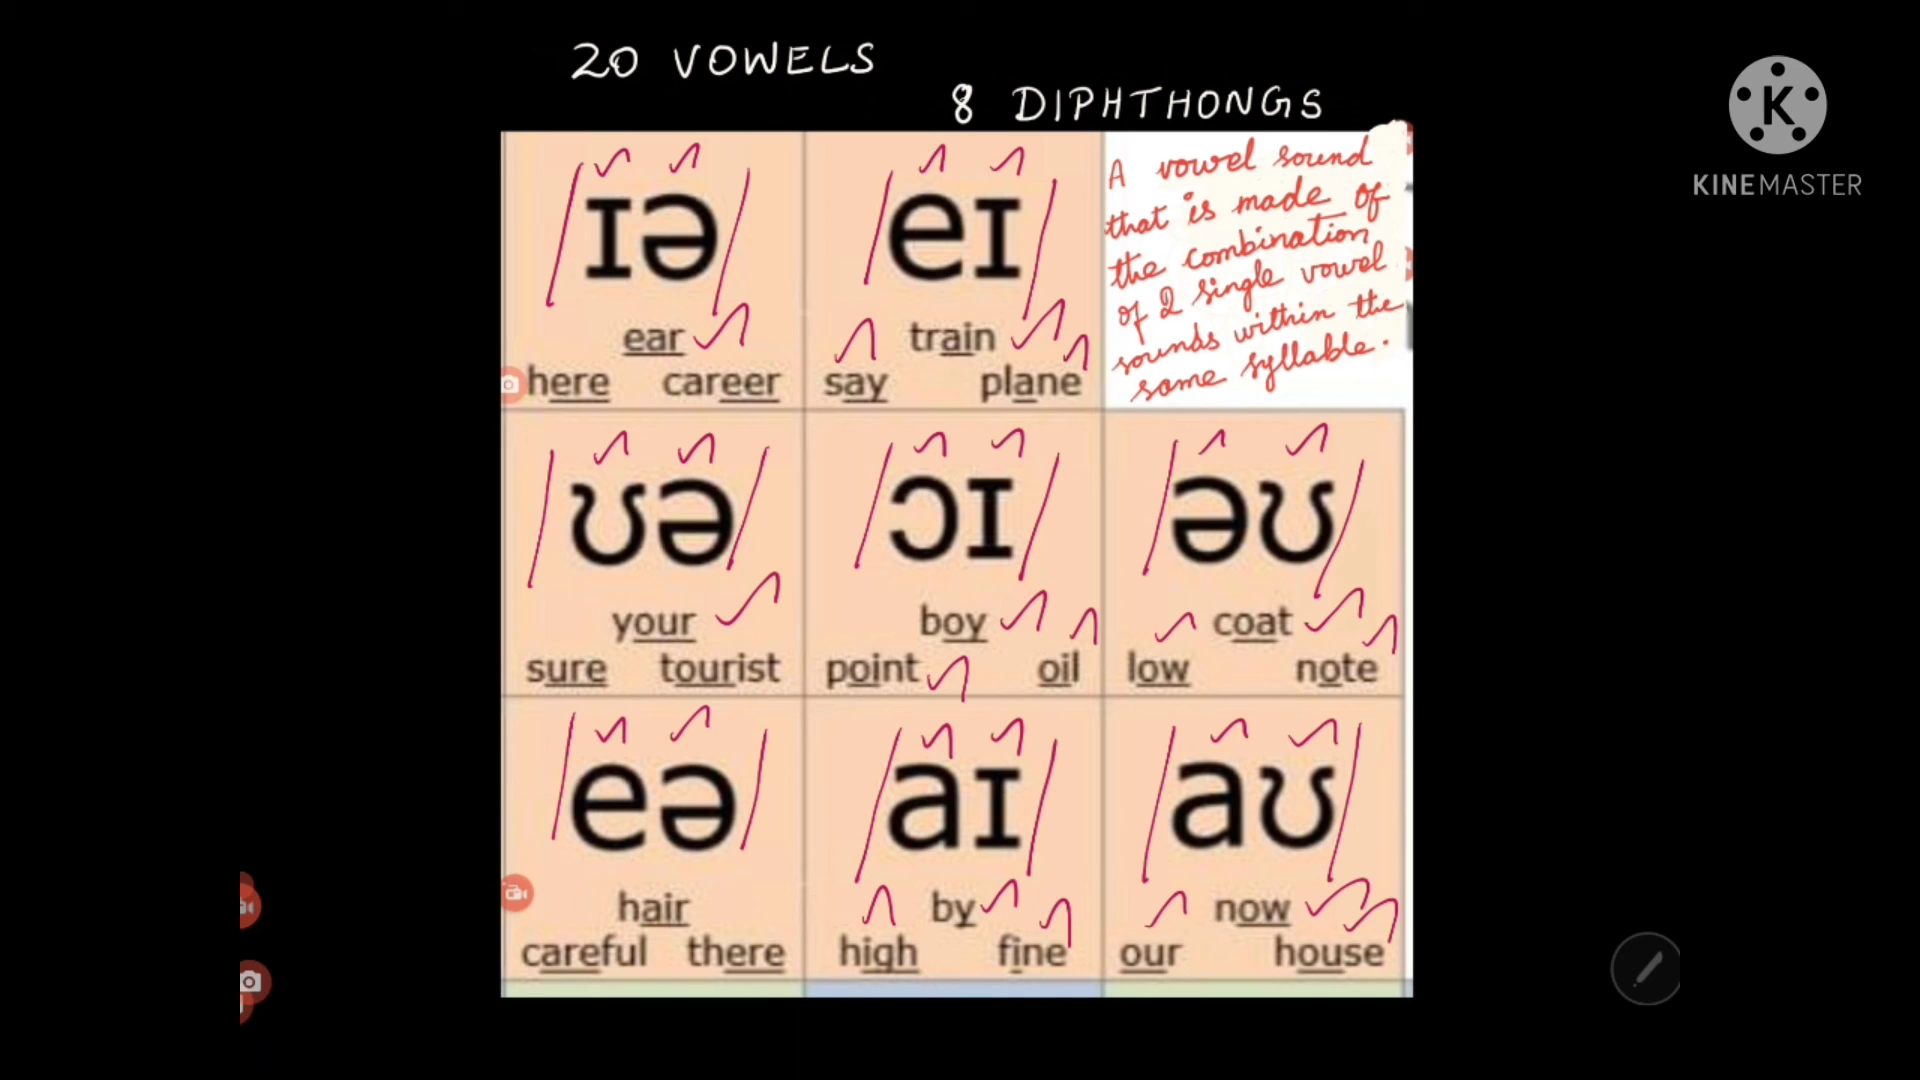 20 VOWELS
8 DIPHTHONGS
KINEMASTER
/ɪə/
ear
here career
/eɪ/
train
say plane
A vowel sound
that is made of
the combination
of 2 single vowel
sounds within the
same syllable.
/ʊə/
your
sure tourist
/ɔɪ/
boy
point oil
/əʊ/
coat
low note
/eə/
hair
careful there
/aɪ/
by
high fine
/aʊ/
now
our house